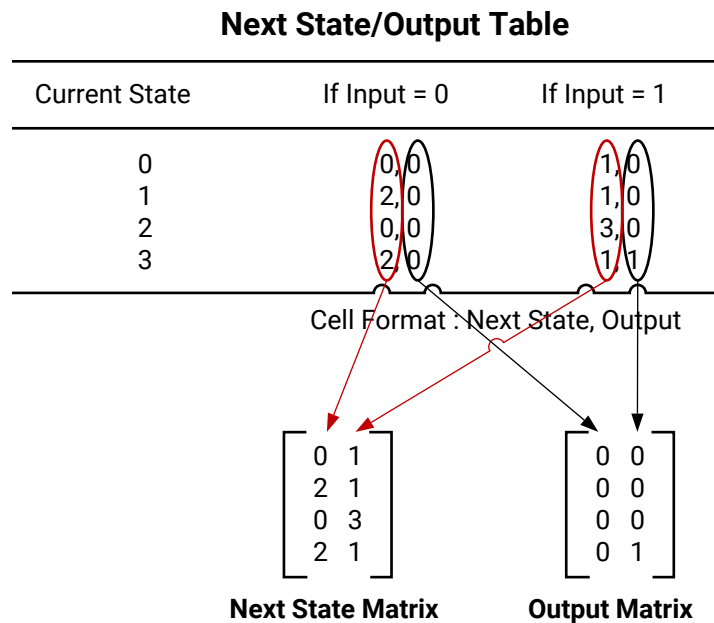 Next State/Output Table
Current State If Input = 0 If Input = 1
0 0, 0 1, 0
1 2, 0 1, 0
2 0, 0 3, 0
3 2, 0 1, 1
Cell Format : Next State, Output
0 1 0 0
2 1 0 0
0 3 0 0
2 1 0 1
Next State Matrix Output Matrix